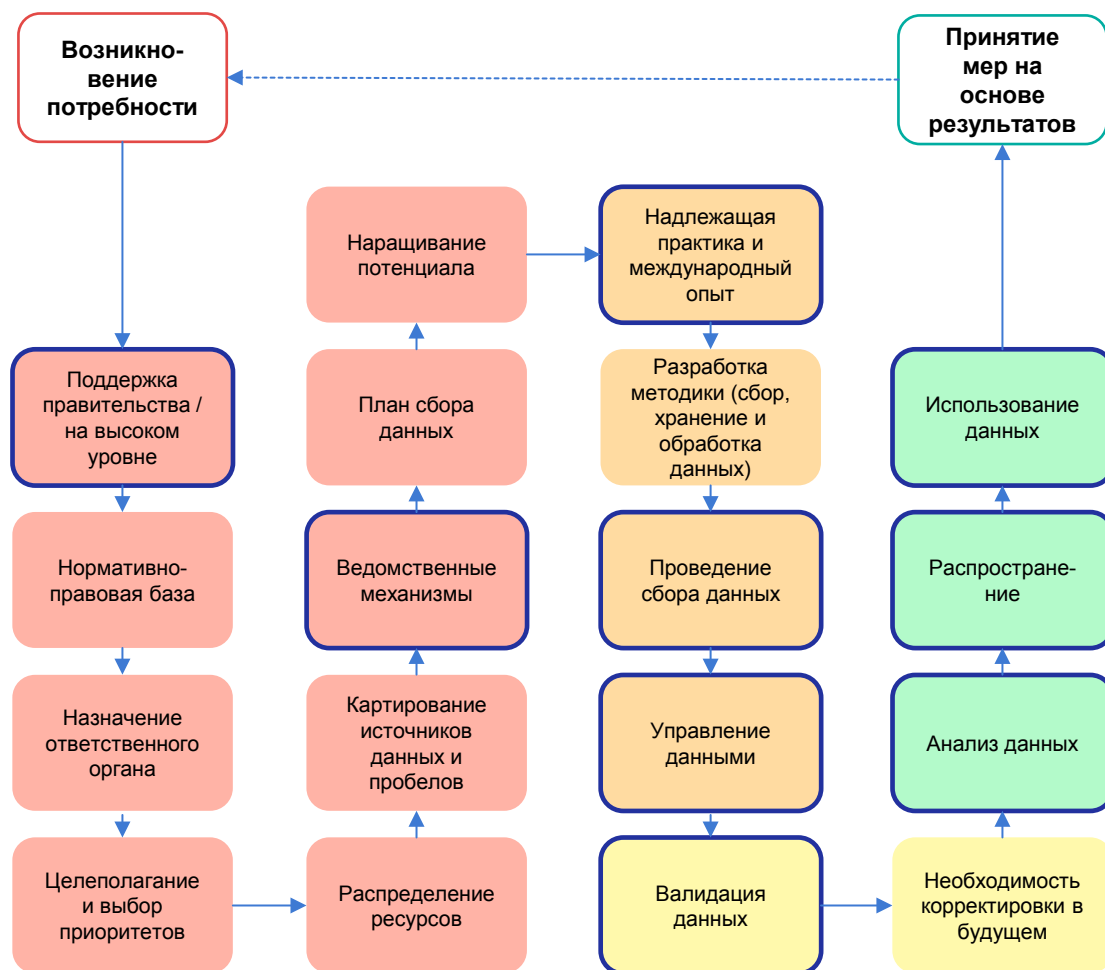 Возникно-
вение
потребности
Поддержка
правительства /
на высоком
уровне
Нормативно-
правовая база
Назначение
ответственного
органа
Целеполагание
и выбор
приоритетов
Распределение
ресурсов
Картирование
источников
данных и
пробелов
Ведомственные
механизмы
План сбора
данных
Наращивание
потенциала
Надлежащая
практика и
международный
опыт
Разработка
методики (сбор,
хранение и
обработка
данных)
Проведение
сбора данных
Управление
данными
Валидация
данных
Необходимость
корректировки в
будущем
Анализ данных
Распростране-
ние
Использование
данных
Принятие
мер на
основе
результатов